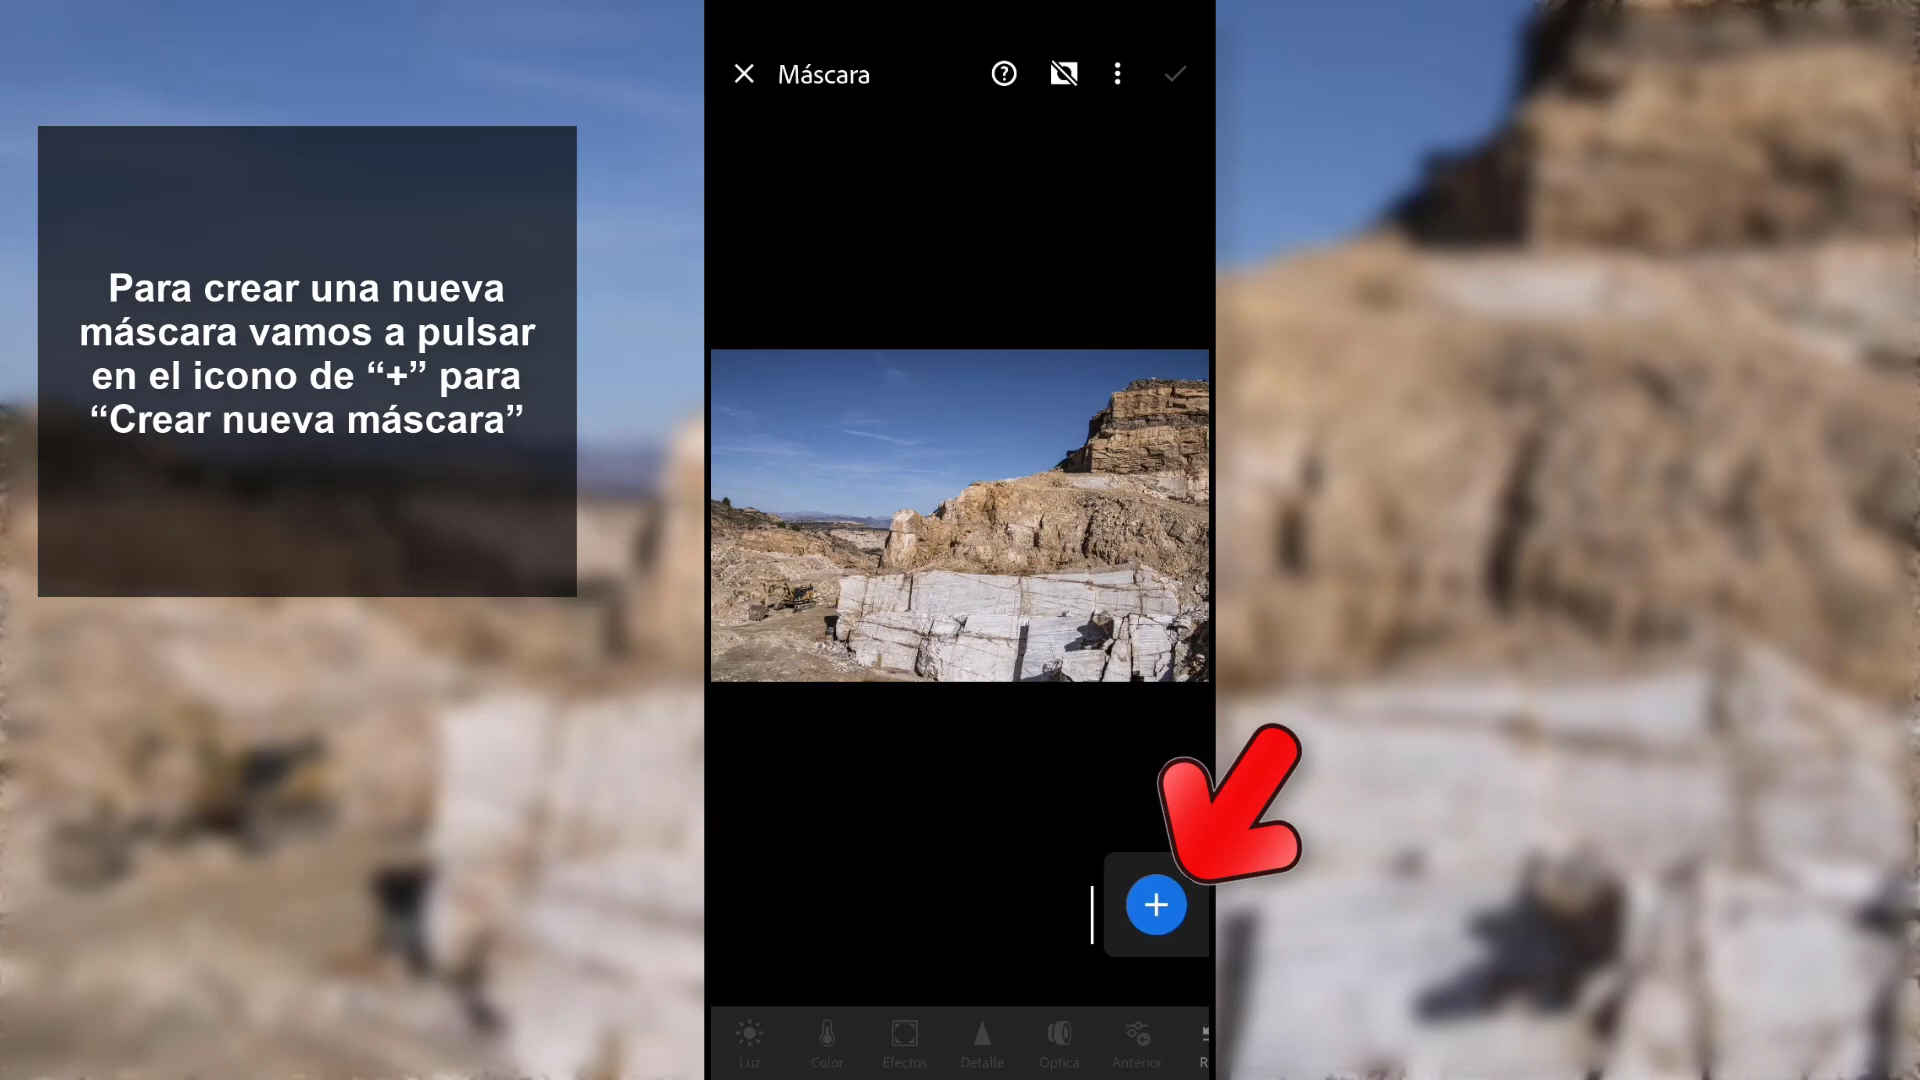 Máscara
Para crear una nueva
máscara vamos a pulsar
en el icono de “+” para
“Crear nueva máscara”
Luz
Color
Efectos
Detalle
Óptica
Anterior